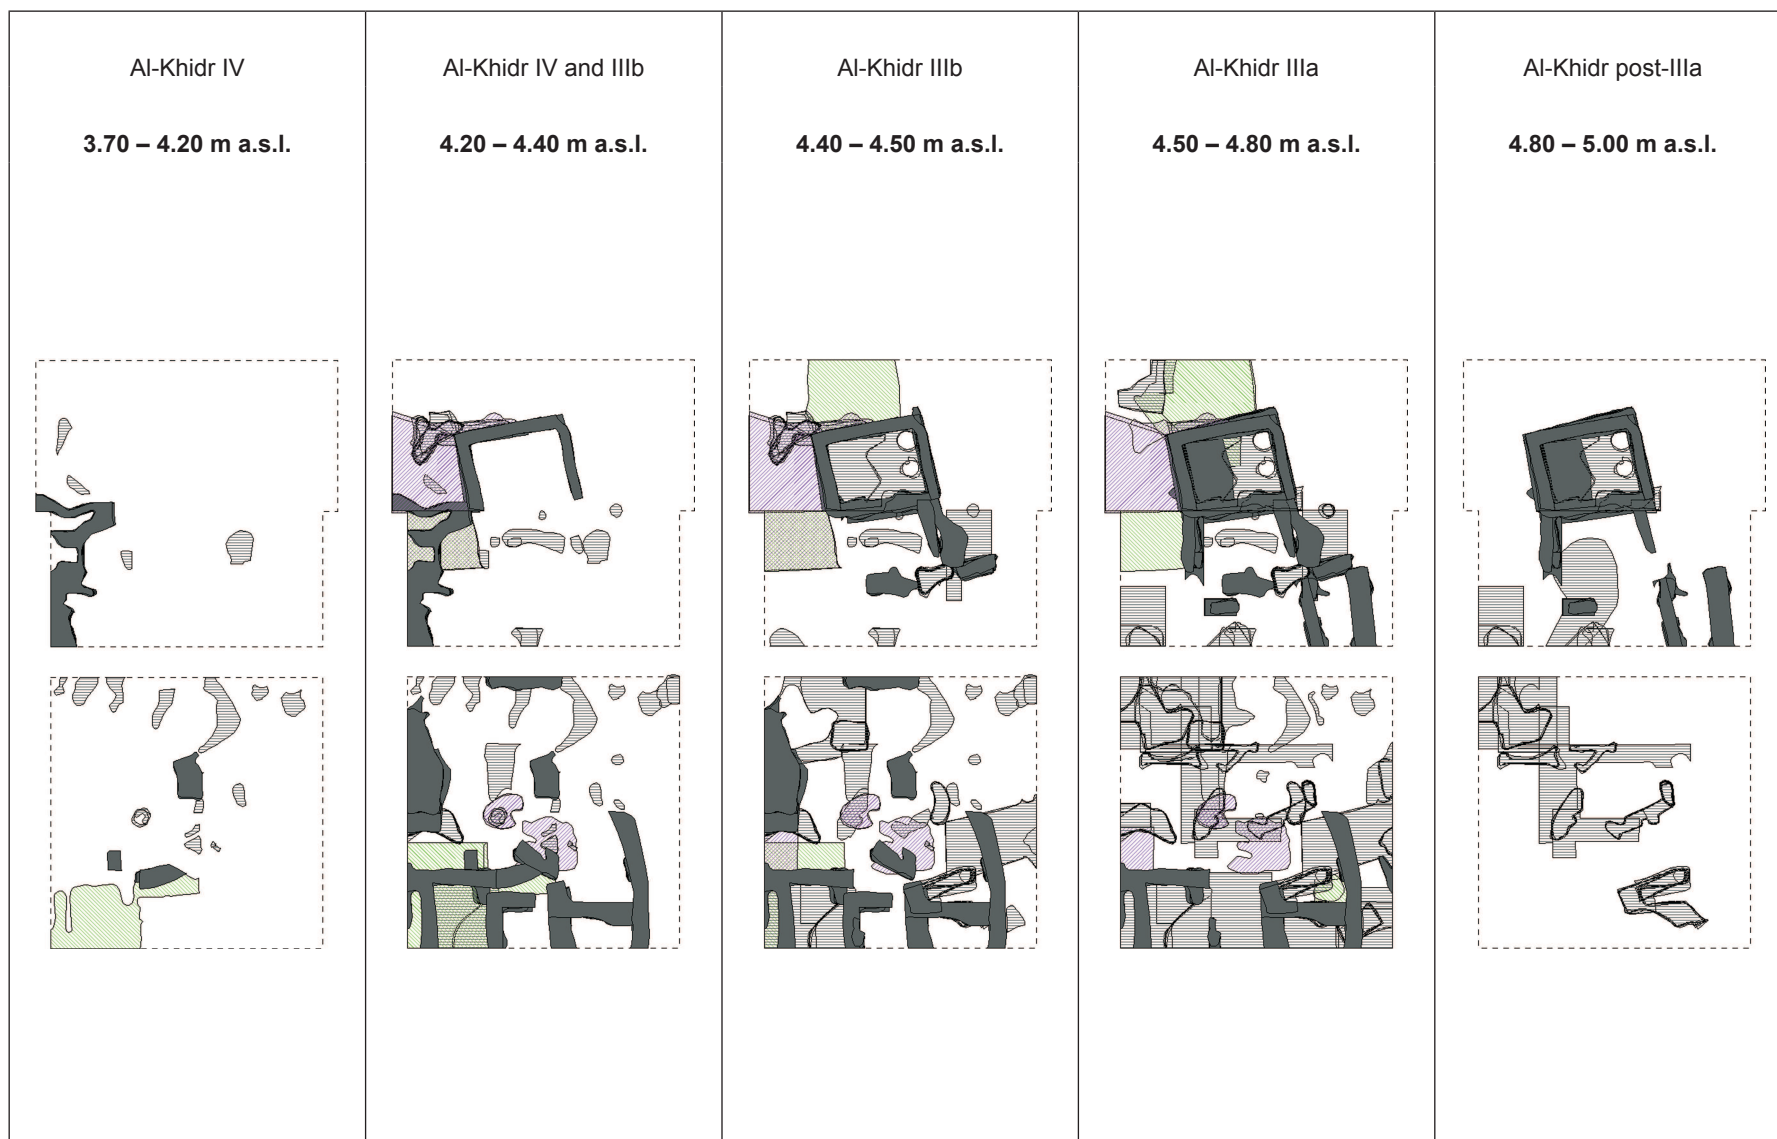 Al-Khidr IV
3.70 – 4.20 m a.s.l.
Al-Khidr IV and IIIb
4.20 – 4.40 m a.s.l.
Al-Khidr IIIb
4.40 – 4.50 m a.s.l.
Al-Khidr IIIa
4.50 – 4.80 m a.s.l.
Al-Khidr post-IIIa
4.80 – 5.00 m a.s.l.